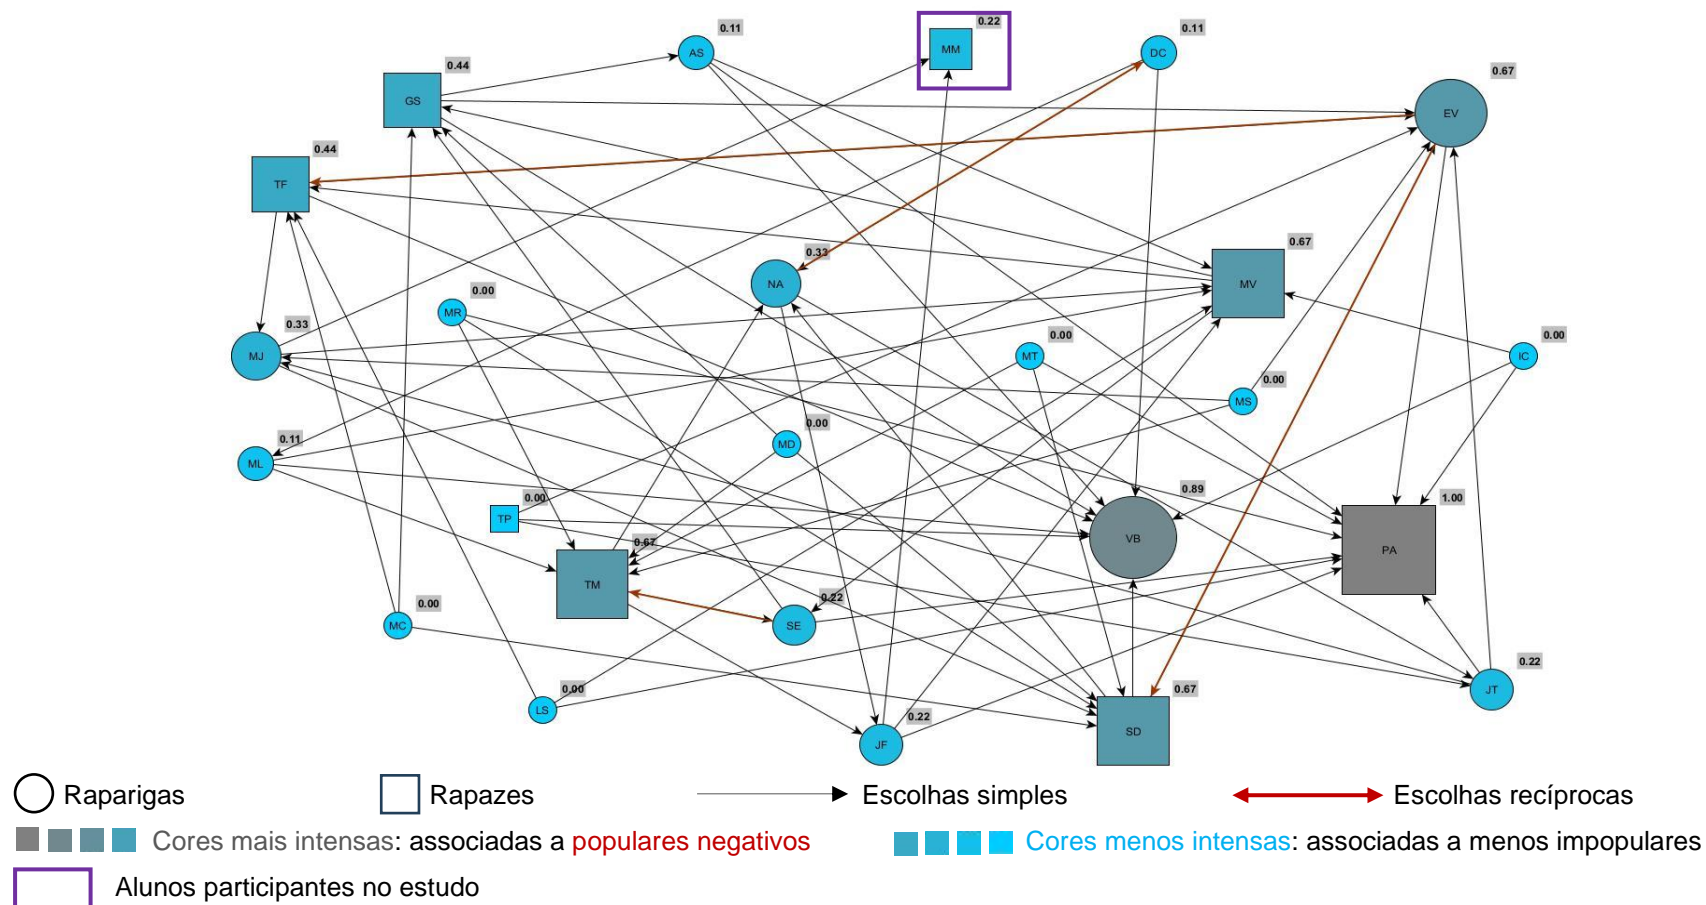 0.11
AS
0.22
MM
0.11
DC
0.44
GS
0.67
EV
0.44
TF
0.33
NA
0.67
MV
0.00
MR
0.33
MJ
0.00
MT
0.00
IC
0.00
MS
0.11
ML
0.00
MD
0.00
TP
0.89
VB
1.00
PA
0.67
TM
0.00
MC
0.22
SE
0.00
LS
0.22
JF
0.67
SD
0.22
JT
Raparigas
Rapazes
Escolhas simples
Escolhas recíprocas
Cores mais intensas: associadas a populares negativos
Cores menos intensas: associadas a menos impopulares
Alunos participantes no estudo